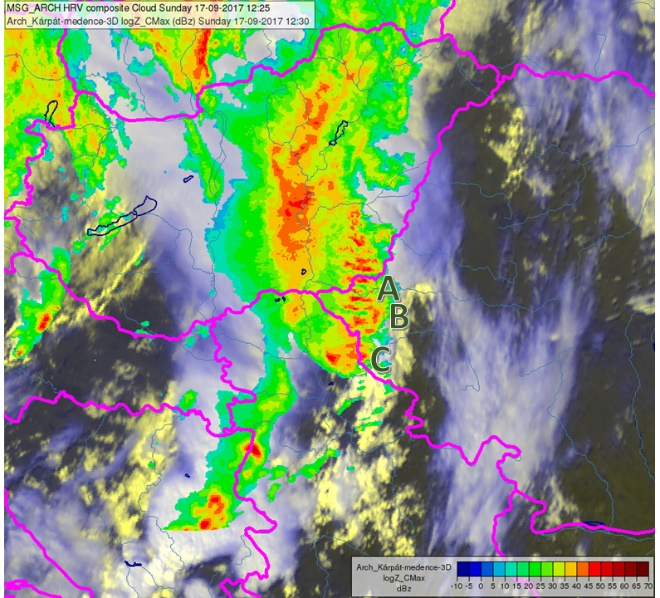 MSG_ARCH HRV composite Cloud Sunday 17-09-2017 12:25
Arch_Kárpát-medence-3D logZ_CMax (dBz) Sunday 17-09-2017 12:30
A
B
C
Arch_Kárpát-medence-3D
logZ_CMax
dBz
-10 -5 0 5 10 15 20 25 30 35 40 45 50 55 60 65 70